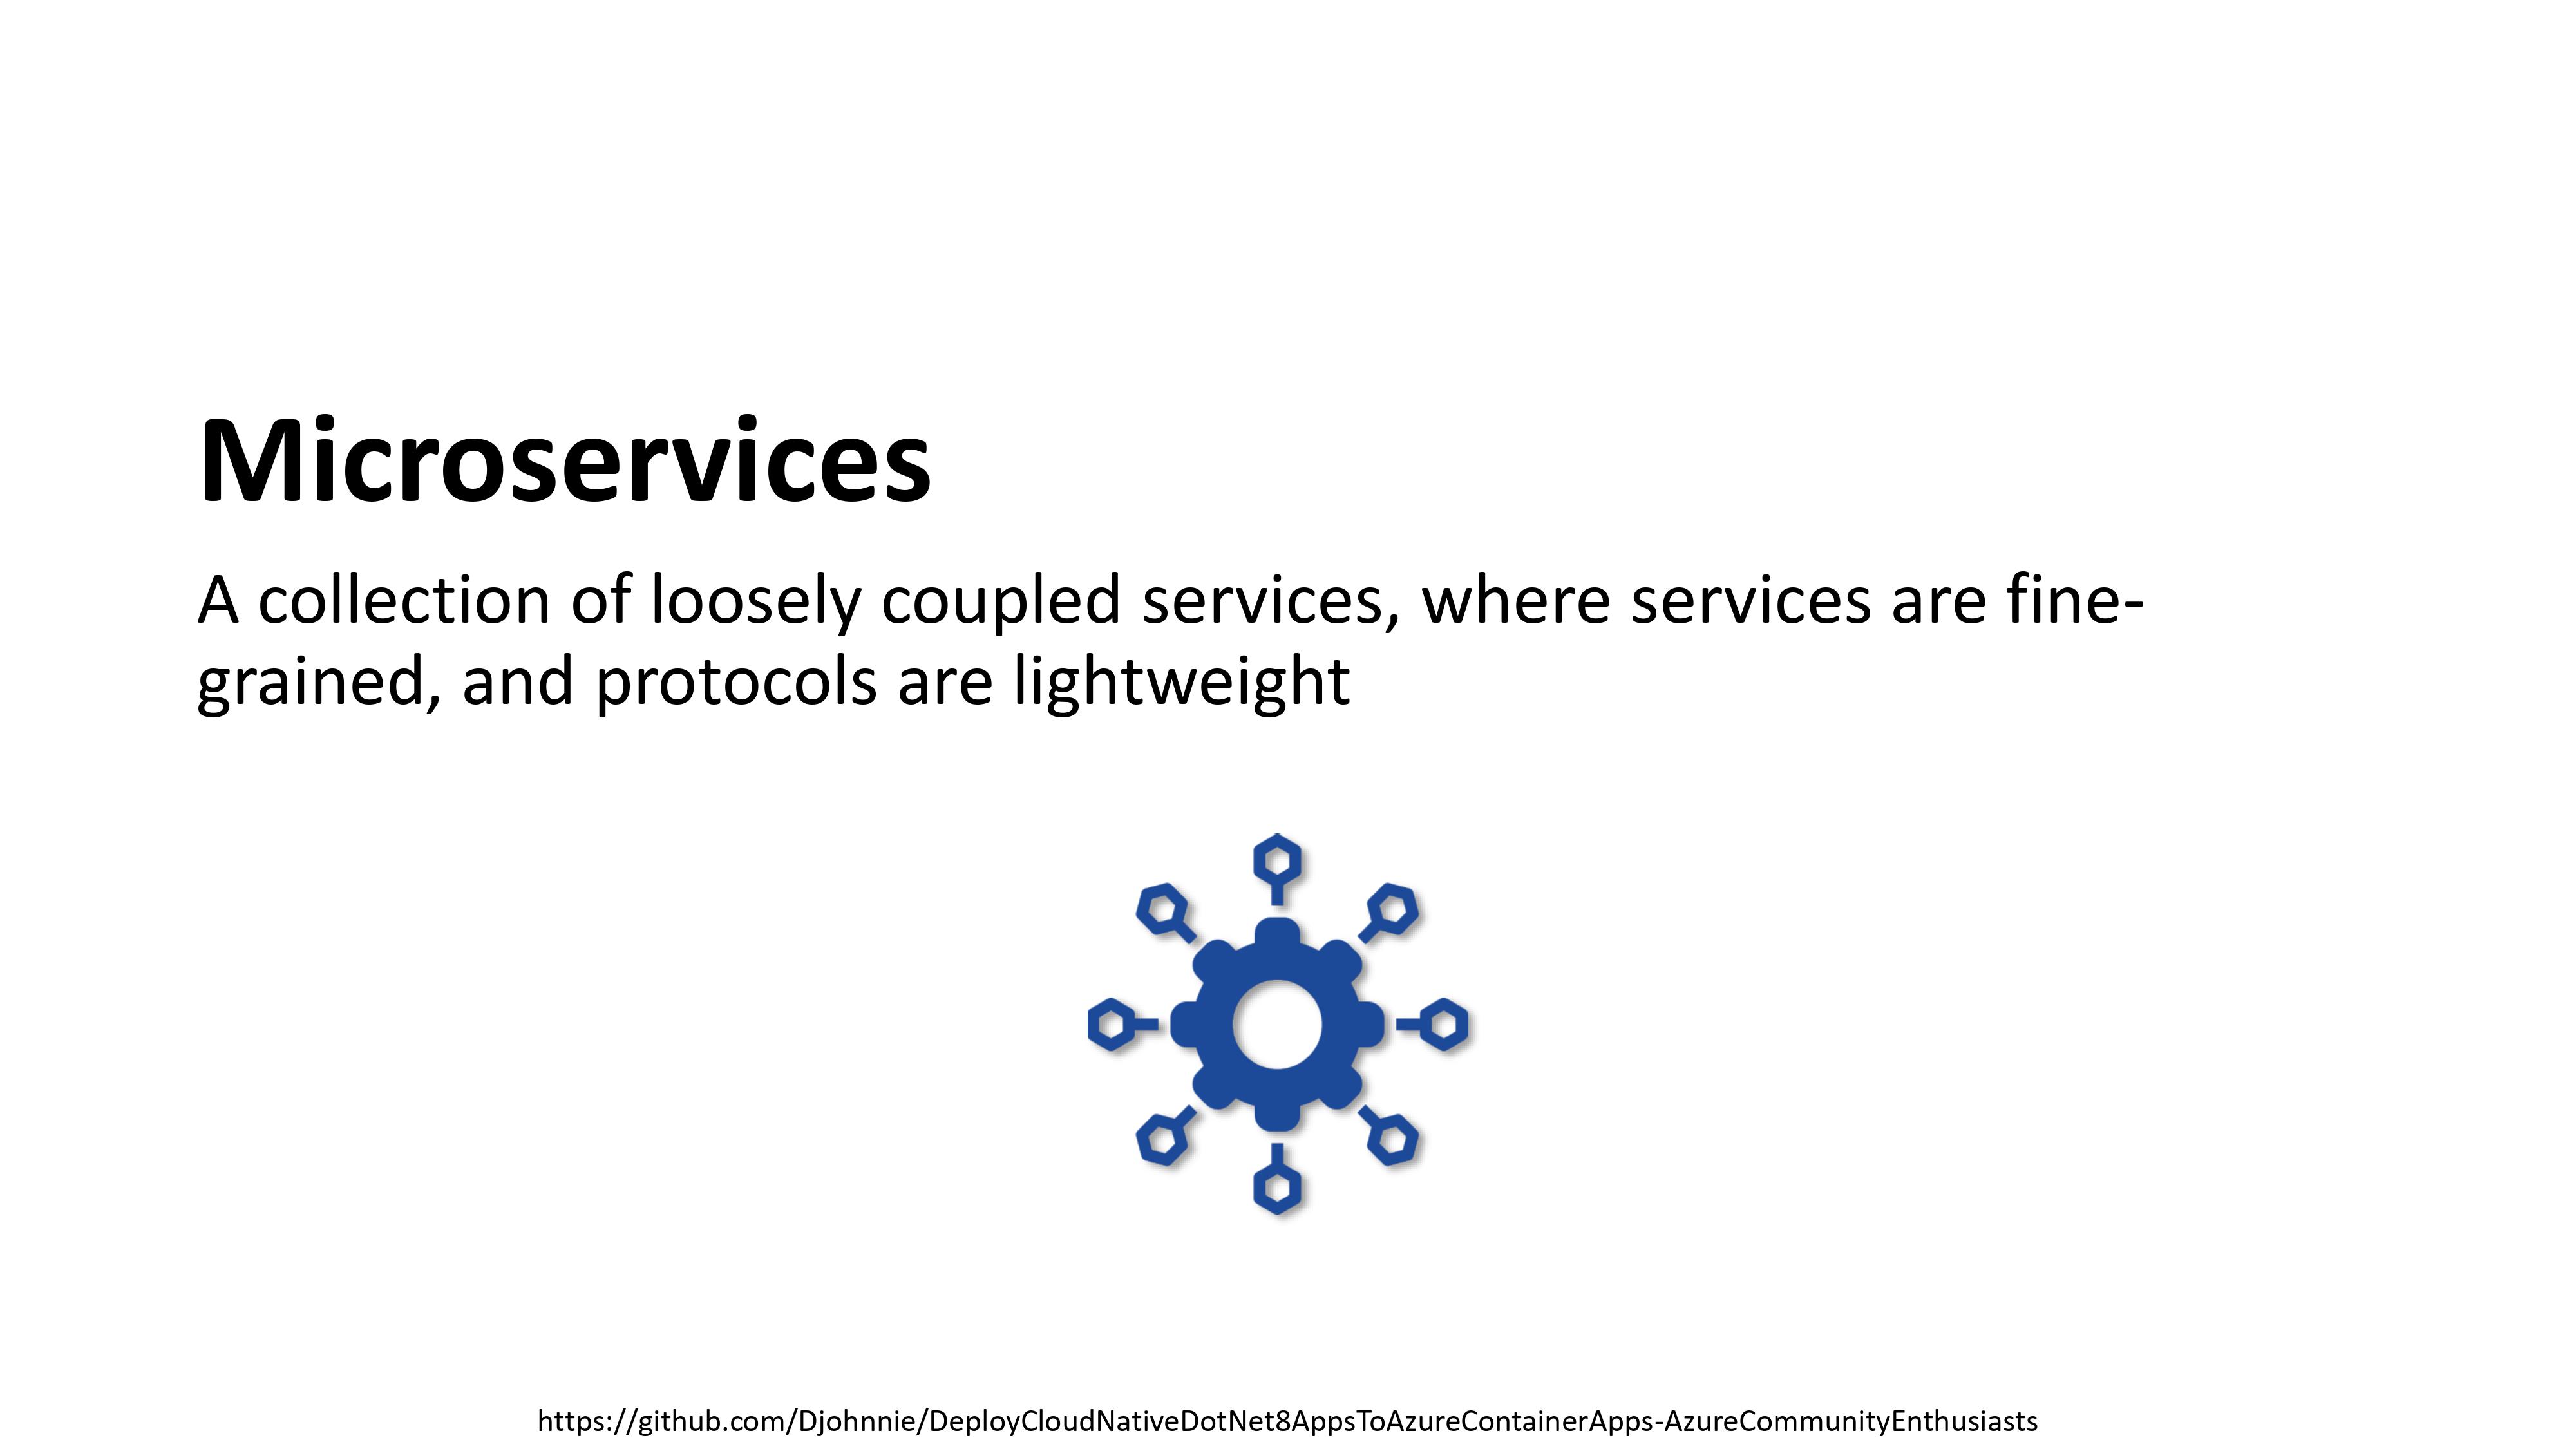 Microservices
A collection of loosely coupled services, where services are fine-
grained, and protocols are lightweight
https://github.com/Djohnnie/DeployCloudNativeDotNet8AppsToAzureContainerApps-AzureCommunityEnthusiasts